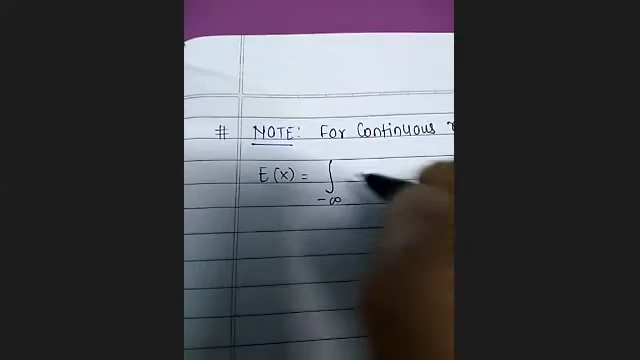 # NOTE: For Continuous
E(x) = ∫
-∞